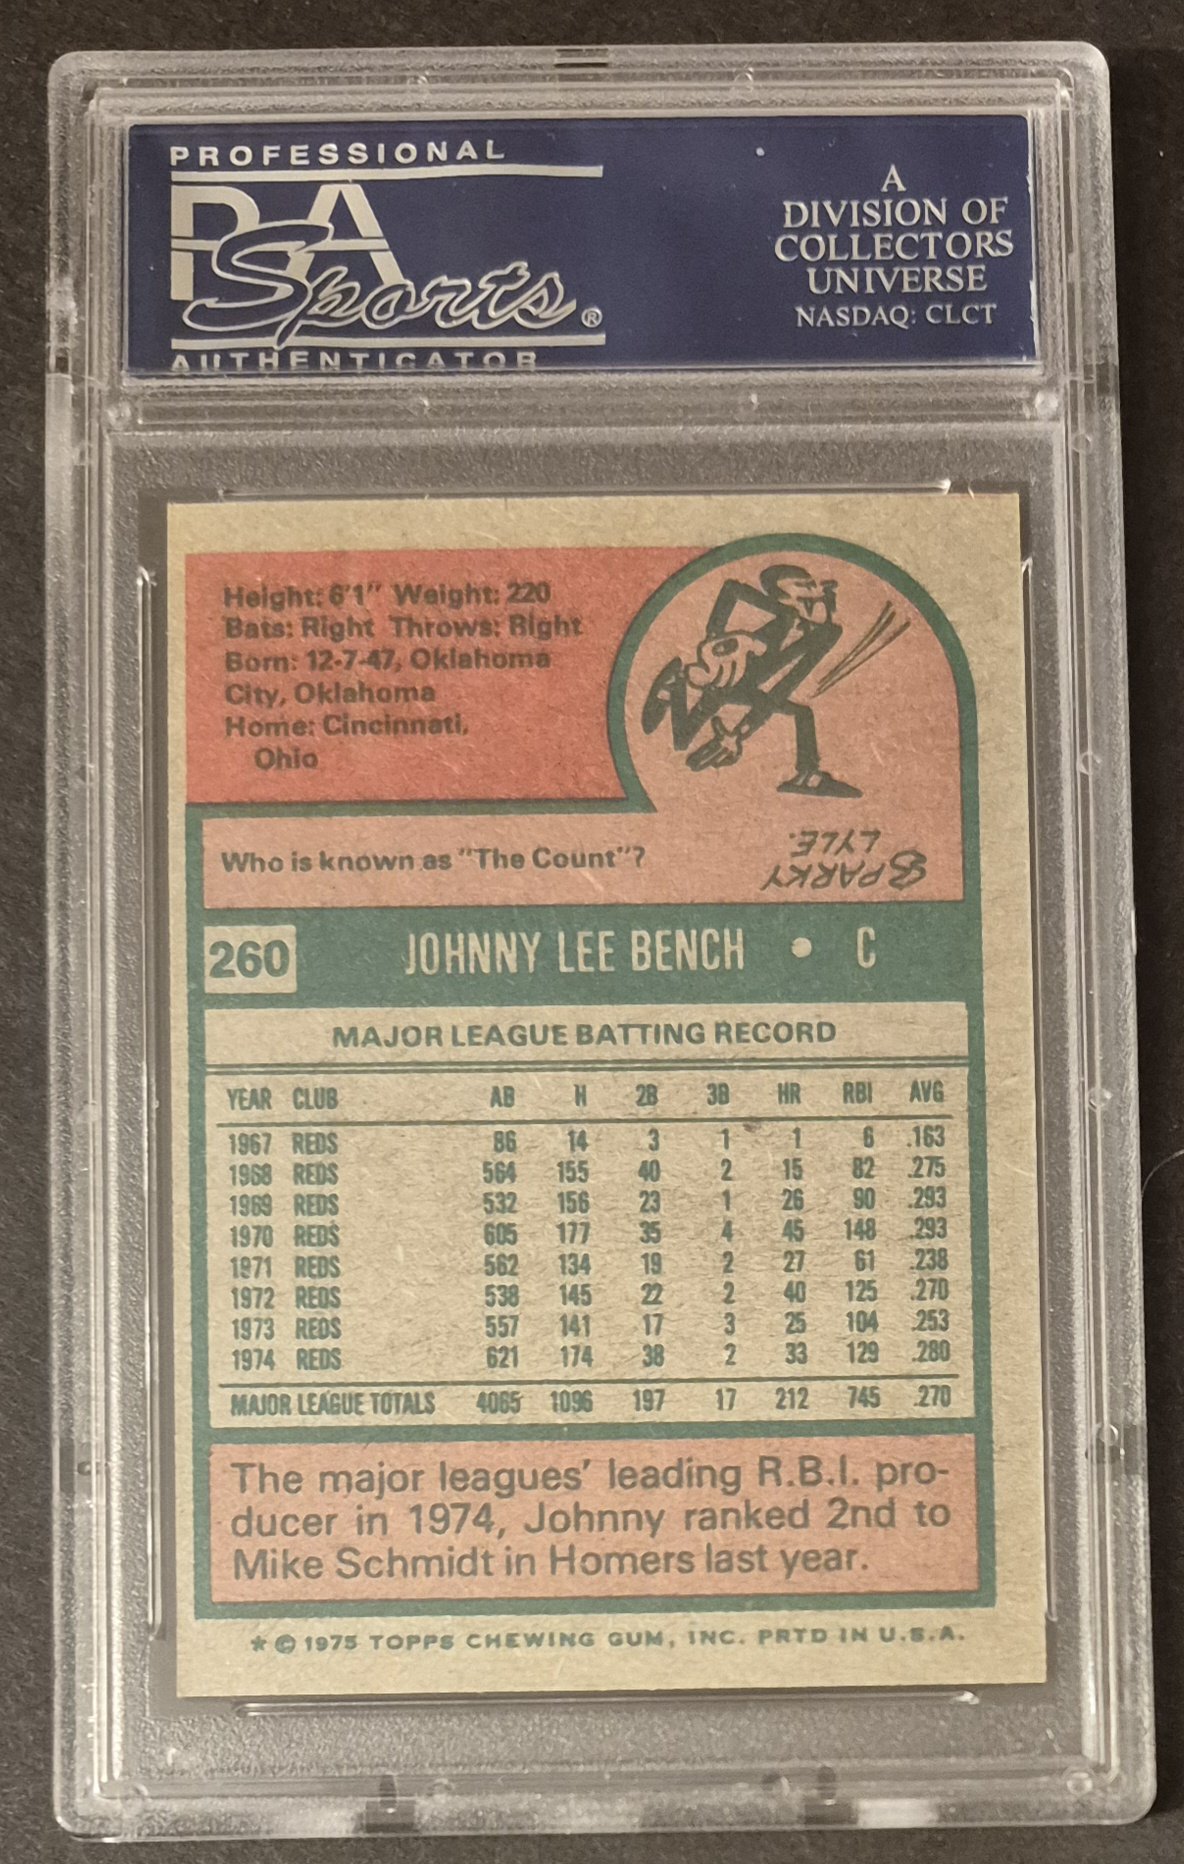 PROFESSIONAL
PSA
Sports®
AUTHENTICATOR
A
DIVISION OF
COLLECTORS
UNIVERSE
NASDAQ: CLCT
Height: 6'1" Weight: 220
Bats: Right Throws: Right
Born: 12-7-47, Oklahoma
City, Oklahoma
Home: Cincinnati,
Ohio
Who is known as "The Count"?
SPARKY
LYLE.
260 JOHNNY LEE BENCH • C
MAJOR LEAGUE BATTING RECORD
YEAR CLUB AB H 2B 3B HR RBI AVG
1967 REDS 86 14 3 1 1 6 .163
1968 REDS 564 155 40 2 15 82 .275
1969 REDS 532 156 23 1 26 90 .293
1970 REDS 605 177 35 4 45 148 .293
1971 REDS 562 134 19 2 27 61 .238
1972 REDS 538 145 22 2 40 125 .270
1973 REDS 557 141 17 3 25 104 .253
1974 REDS 621 174 38 2 33 129 .280
MAJOR LEAGUE TOTALS 4065 1096 197 17 212 745 .270
The major leagues' leading R.B.I. pro-
ducer in 1974, Johnny ranked 2nd to
Mike Schmidt in Homers last year.
* © 1975 TOPPS CHEWING GUM, INC. PRTD IN U.S.A.